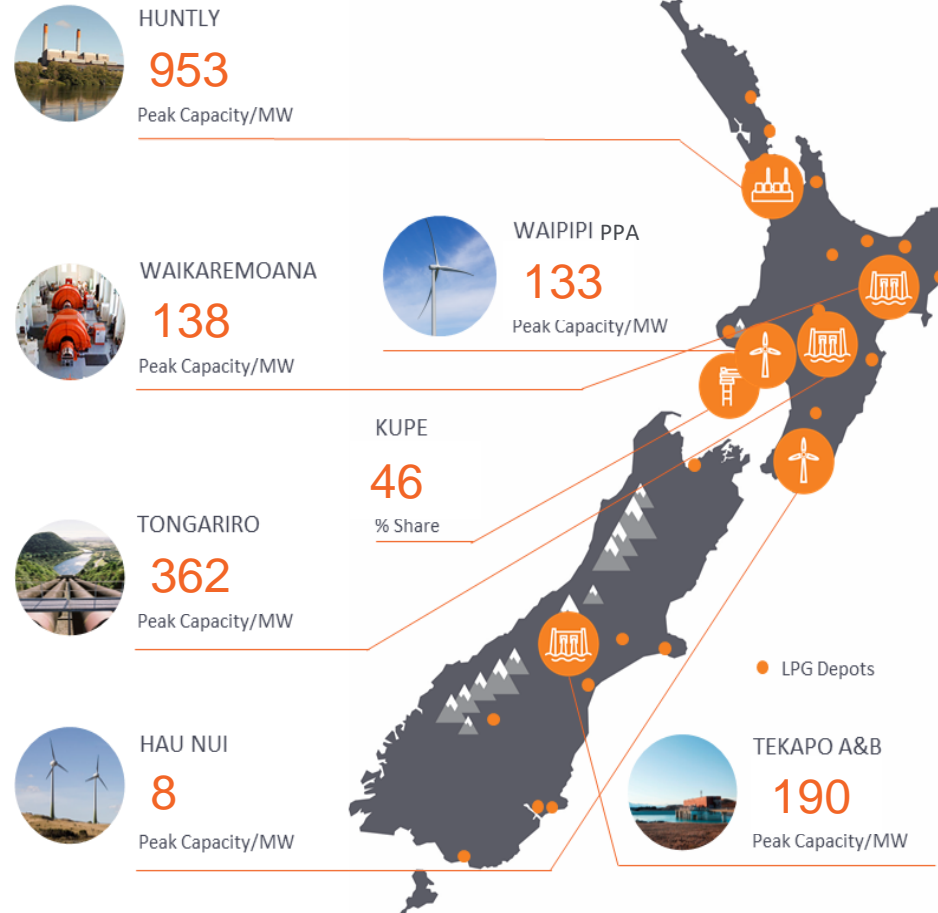 HUNTLY
953
Peak Capacity/MW
WAIPIPI PPA
133
Peak Capacity/MW
WAIKAREMOANA
138
Peak Capacity/MW
KUPE
46
% Share
TONGARIRO
362
Peak Capacity/MW
LPG Depots
HAU NUI
8
Peak Capacity/MW
TEKAPO A&B
190
Peak Capacity/MW